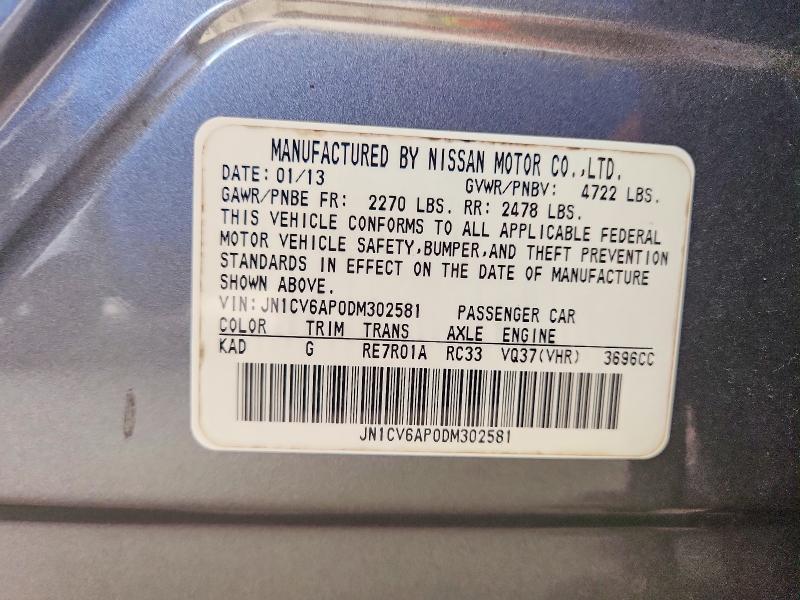 MANUFACTURED BY NISSAN MOTOR CO.,LTD.
DATE: 01/13 GVWR/PNBV: 4722 LBS.
GAWR/PNBE FR: 2270 LBS. RR: 2478 LBS.
THIS VEHICLE CONFORMS TO ALL APPLICABLE FEDERAL
MOTOR VEHICLE SAFETY,BUMPER,AND THEFT PREVENTION
STANDARDS IN EFFECT ON THE DATE OF MANUFACTURE
SHOWN ABOVE.
VIN:JN1CV6AP0DM302581 PASSENGER CAR
COLOR TRIM TRANS AXLE ENGINE
KAD G RE7R01A RC33 VQ37(VHR) 3696CC
JN1CV6AP0DM302581